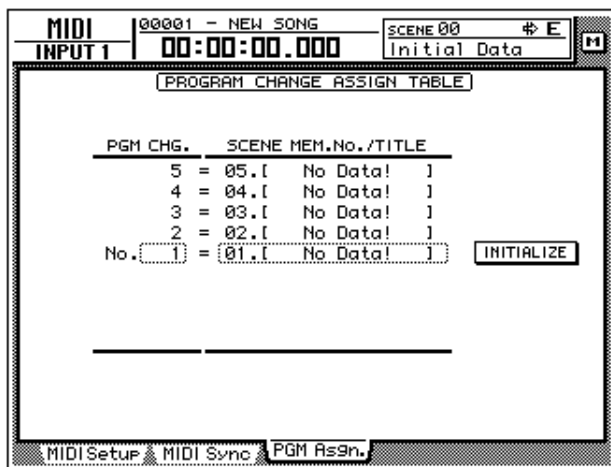 MIDI 00001 - NEW SONG SCENE 00 E
INPUT 1 00:00:00.000 Initial Data M
PROGRAM CHANGE ASSIGN TABLE
PGM CHG. SCENE MEM.No./TITLE
5 = 05.[ No Data! ]
4 = 04.[ No Data! ]
3 = 03.[ No Data! ]
2 = 02.[ No Data! ]
No. 1 = 01.[ No Data! ] INITIALIZE
MIDI Setup MIDI Sync PGM Asgn.